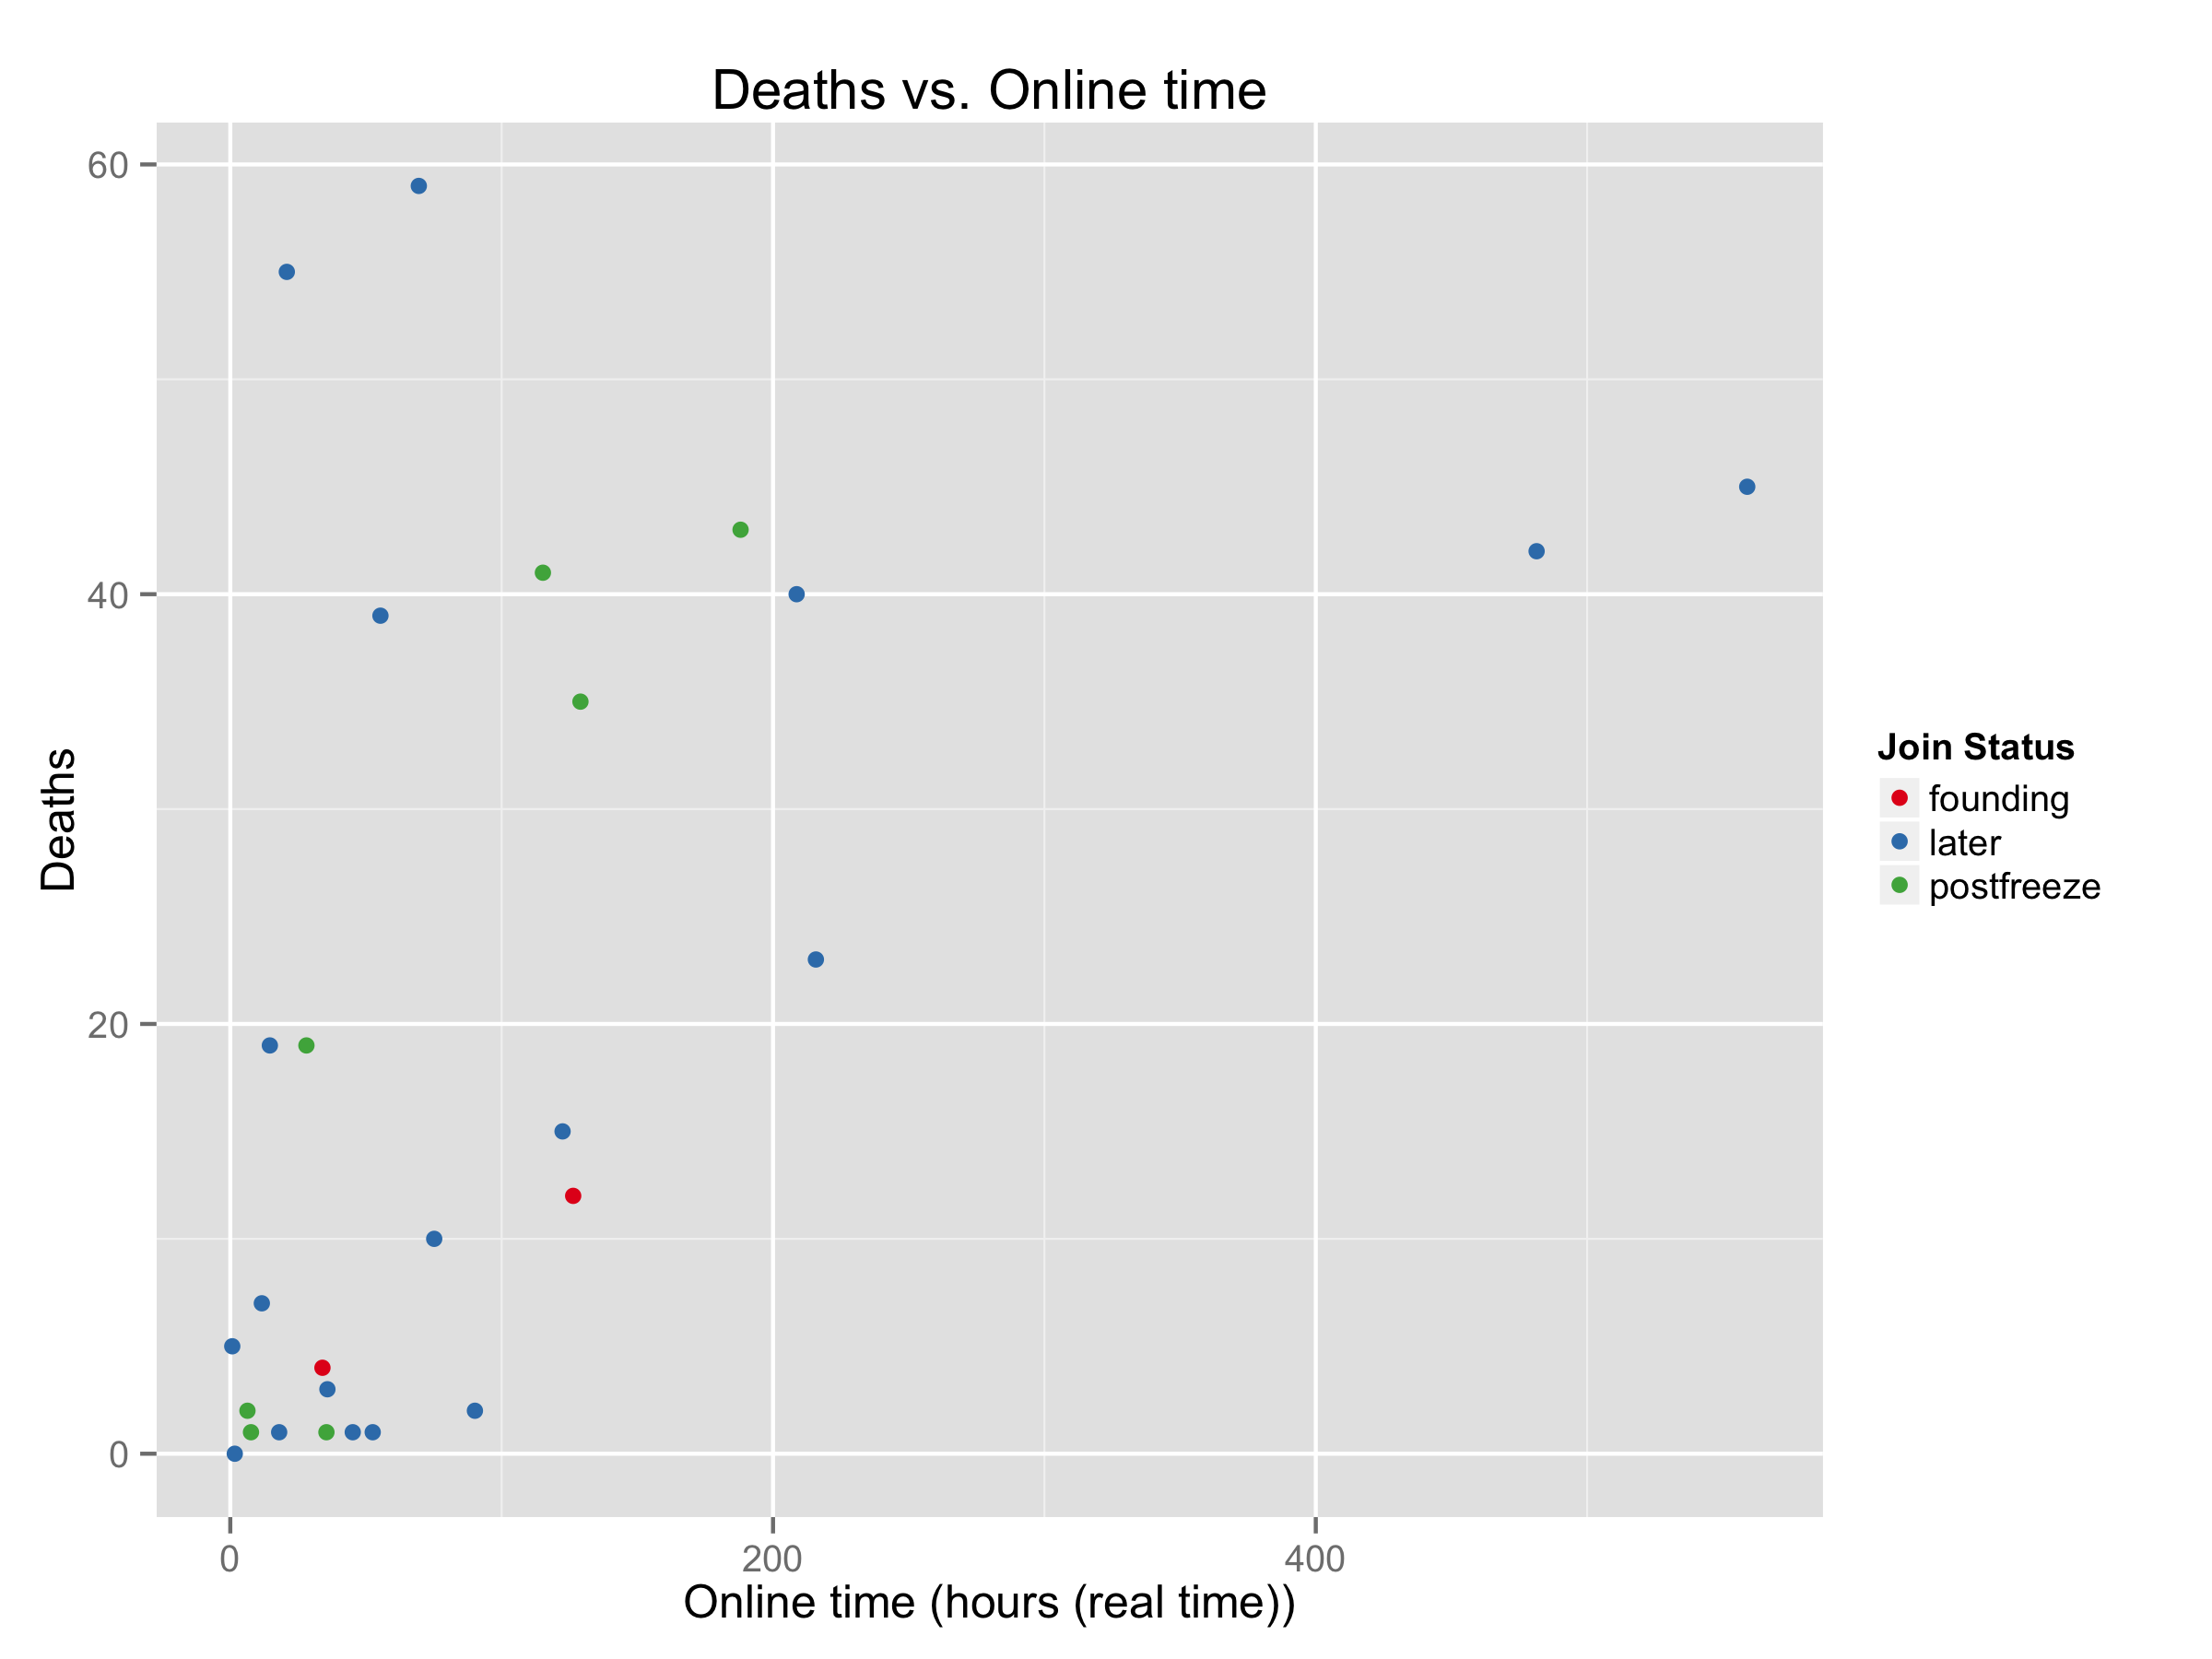 Deaths vs. Online time
60
40
20
0
Deaths
0
200
400
Online time (hours (real time))
Join Status
founding
later
postfreeze